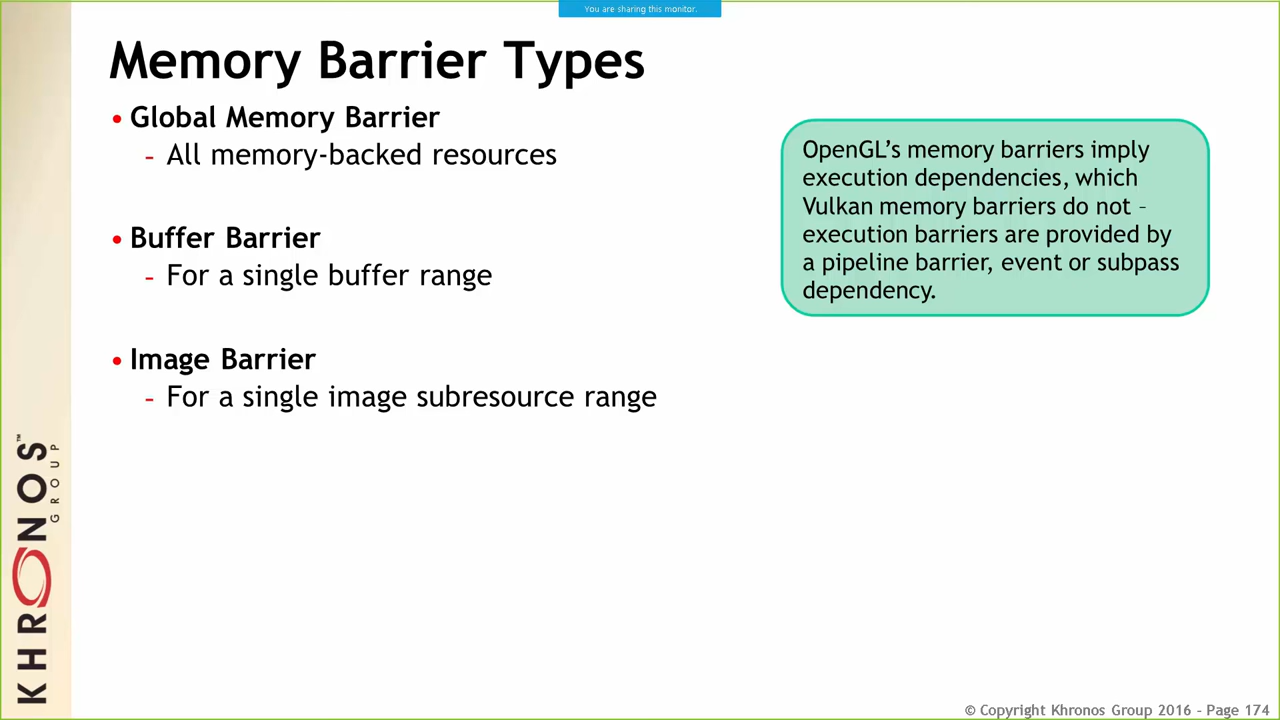 You are sharing this monitor.
Memory Barrier Types
• Global Memory Barrier
- All memory-backed resources
• Buffer Barrier
- For a single buffer range
• Image Barrier
- For a single image subresource range
OpenGL’s memory barriers imply
execution dependencies, which
Vulkan memory barriers do not –
execution barriers are provided by
a pipeline barrier, event or subpass
dependency.
KHRONOS™
GROUP
© Copyright Khronos Group 2016 - Page 174